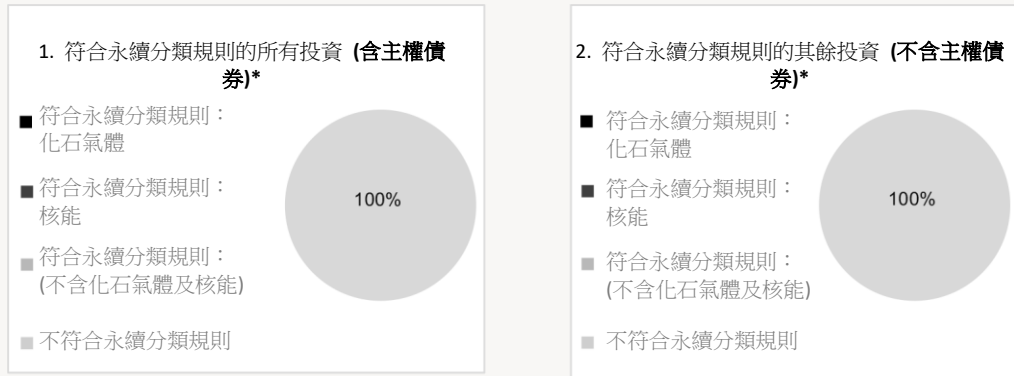 1. 符合永續分類規則的所有投資 (含主權債
券)*
符合永續分類規則：
化石氣體
符合永續分類規則：
核能
符合永續分類規則：
(不含化石氣體及核能)
不符合永續分類規則
100%
2. 符合永續分類規則的其餘投資 (不含主權債
券)*
符合永續分類規則：
化石氣體
符合永續分類規則：
核能
符合永續分類規則：
(不含化石氣體及核能)
不符合永續分類規則
100%